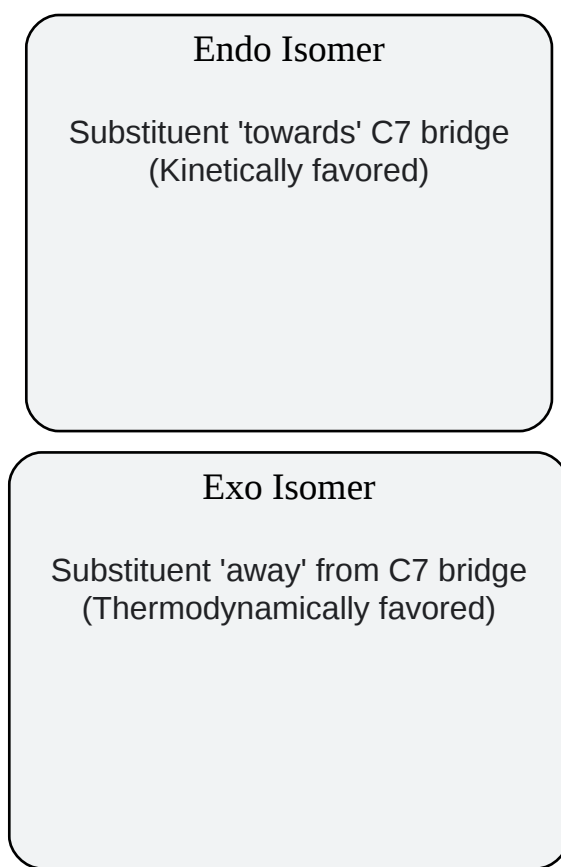 Endo Isomer
Substituent 'towards' C7 bridge
(Kinetically favored)
Exo Isomer
Substituent 'away' from C7 bridge
(Thermodynamically favored)